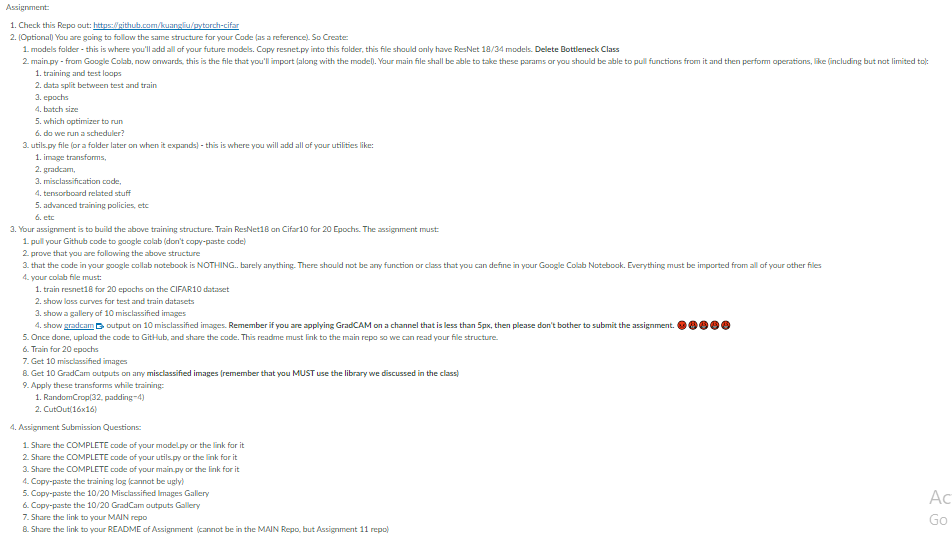 Assignment:
1. Check this Repo out: https://github.com/kuangliu/pytorch-cifar
2. (Optional) You are going to follow the same structure for your Code (as a reference). So Create:
1. models folder - this is where you'll add all of your future models. Copy resnet.py into this folder, this file should only have ResNet 18/34 models. Delete Bottleneck Class
2. main.py - from Google Colab, now onwards, this is the file that you'll import (along with the model). Your main file shall be able to take these params or you should be able to pull functions from it and then perform operations, like (including but not limited to):
1. training and test loops
2. data split between test and train
3. epochs
4. batch size
5. which optimizer to run
6. do we run a scheduler?
3. utils.py file (or a folder later on when it expands) - this is where you will add all of your utilities like:
1. image transforms,
2. gradcam,
3. misclassification code,
4. tensorboard related stuff
5. advanced training policies, etc
6. etc
3. Your assignment is to build the above training structure. Train ResNet18 on Cifar10 for 20 Epochs. The assignment must:
1. pull your Github code to google colab (don't copy-paste code)
2. prove that you are following the above structure
3. that the code in your google collab notebook is NOTHING.. barely anything. There should not be any function or class that you can define in your Google Colab Notebook. Everything must be imported from all of your other files
4. your colab file must:
1. train resnet18 for 20 epochs on the CIFAR10 dataset
2. show loss curves for test and train datasets
3. show a gallery of 10 misclassified images
4. show gradcam output on 10 misclassified images. Remember if you are applying GradCAM on a channel that is less than 5px, then please don't bother to submit the assignment. 😡🤬🤬🤬🤬
5. Once done, upload the code to GitHub, and share the code. This readme must link to the main repo so we can read your file structure.
6. Train for 20 epochs
7. Get 10 misclassified images
8. Get 10 GradCam outputs on any misclassified images (remember that you MUST use the library we discussed in the class)
9. Apply these transforms while training:
1. RandomCrop(32, padding=4)
2. CutOut(16x16)
4. Assignment Submission Questions:
1. Share the COMPLETE code of your model.py or the link for it
2. Share the COMPLETE code of your utils.py or the link for it
3. Share the COMPLETE code of your main.py or the link for it
4. Copy-paste the training log (cannot be ugly)
5. Copy-paste the 10/20 Misclassified Images Gallery
6. Copy-paste the 10/20 GradCam outputs Gallery
7. Share the link to your MAIN repo
8. Share the link to your README of Assignment (cannot be in the MAIN Repo, but Assignment 11 repo)
Ac
Go